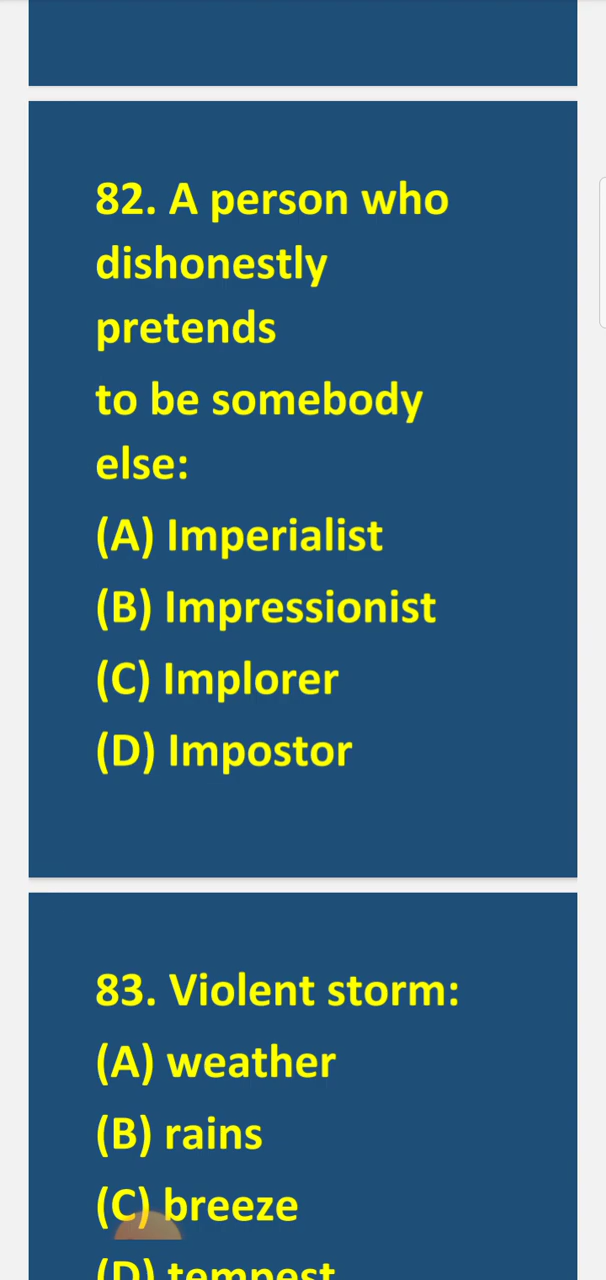 82. A person who
dishonestly
pretends
to be somebody
else:
(A) Imperialist
(B) Impressionist
(C) Implorer
(D) Impostor
83. Violent storm:
(A) weather
(B) rains
(C) breeze
(D) tempest